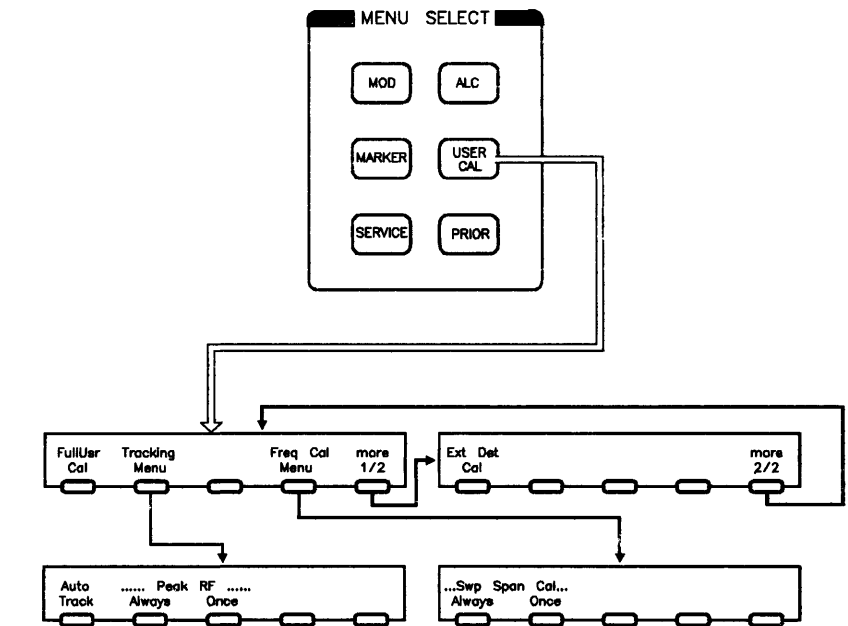 MENU SELECT
MOD ALC
MARKER USER CAL
SERVICE PRIOR
FullUsr Cal Tracking Menu Freq Cal Menu more 1/2
Ext Det Cal more 2/2
Auto Track ...... Peak RF ...... Always Once
...Swp Span Cal... Always Once